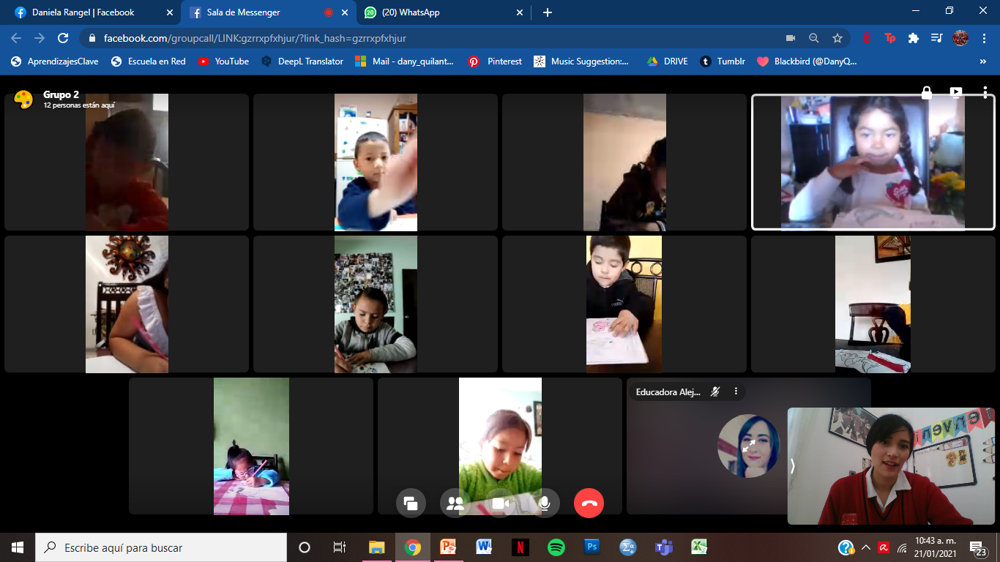 Daniela Rangel | Facebook
Sala de Messenger
(20) WhatsApp
facebook.com/groupcall/LINK:gzrrxpfxhjur/?link_hash=gzrrxpfxhjur
Tp
AprendizajesClave
Escuela en Red
YouTube
DeepL Translator
Mail - dany_quilant...
Pinterest
Music Suggestion:...
DRIVE
Tumblr
Blackbird (@DanyQ...
»
Grupo 2
12 personas están aquí
Educadora Alej...
Escribe aquí para buscar
10:43 a. m.
21/01/2021
23